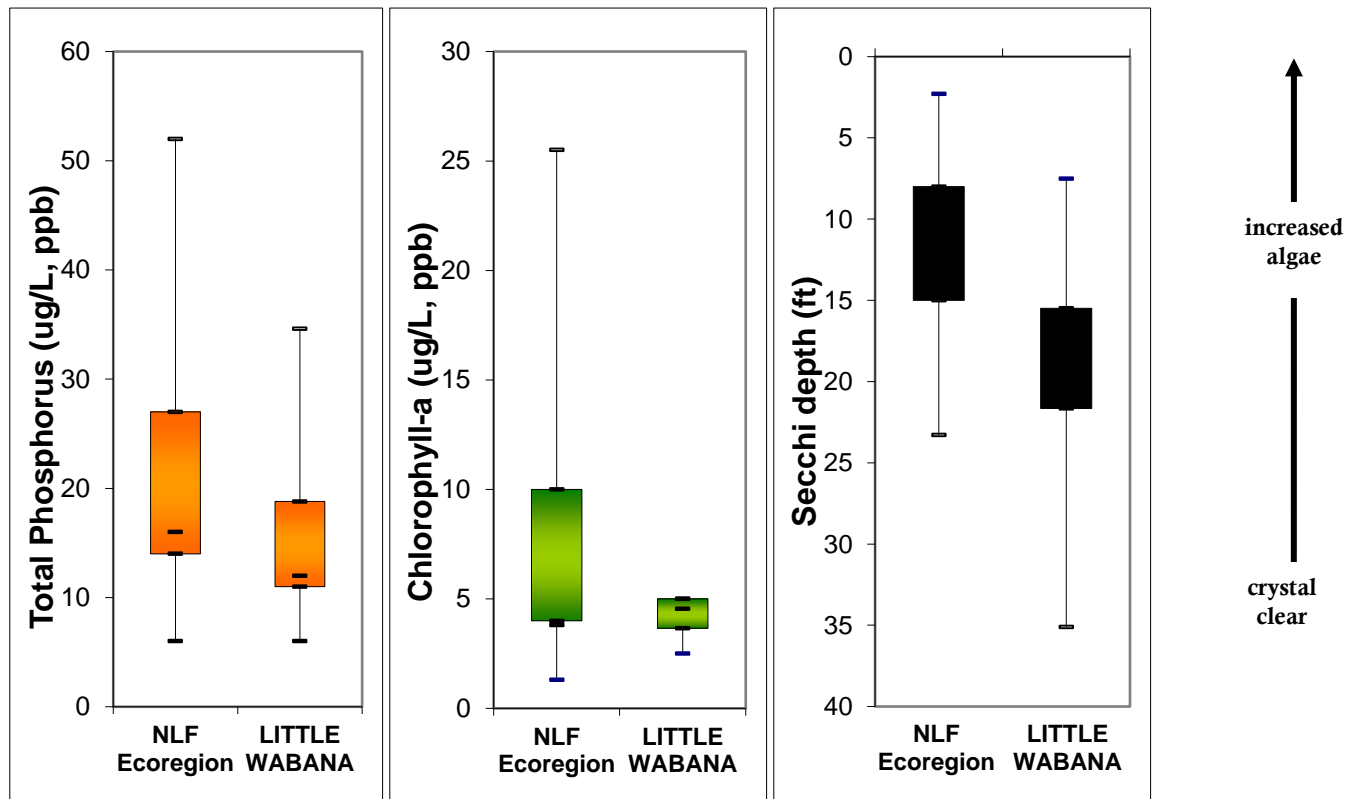 Total Phosphorus (ug/L, ppb)
60
50
40
30
20
10
0
NLF
Ecoregion
LITTLE
WABANA
Chlorophyll-a (ug/L, ppb)
30
25
20
15
10
5
0
NLF
Ecoregion
LITTLE
WABANA
Secchi depth (ft)
0
5
10
15
20
25
30
35
40
NLF
Ecoregion
LITTLE
WABANA
increased
algae
crystal
clear